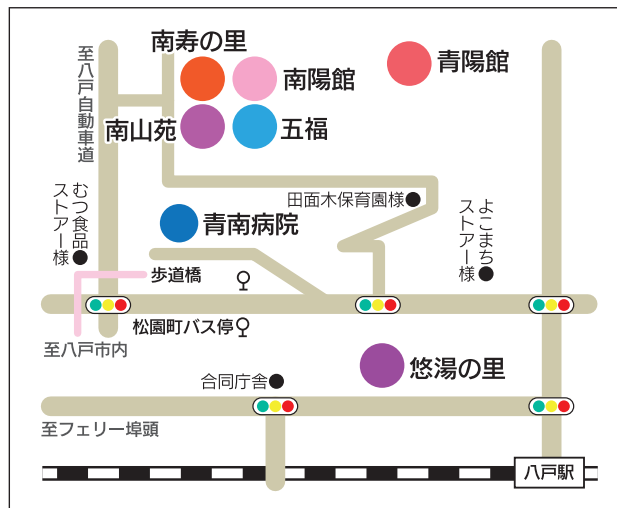 至八戸自動車道
南寿の里
南陽館
青陽館
南山苑
五福
むつ食品
ストアー様
青南病院
田面木保育園様
よこまち
ストアー様
歩道橋
松園町バス停
至八戸市内
悠湯の里
合同庁舎
至フェリー埠頭
八戸駅